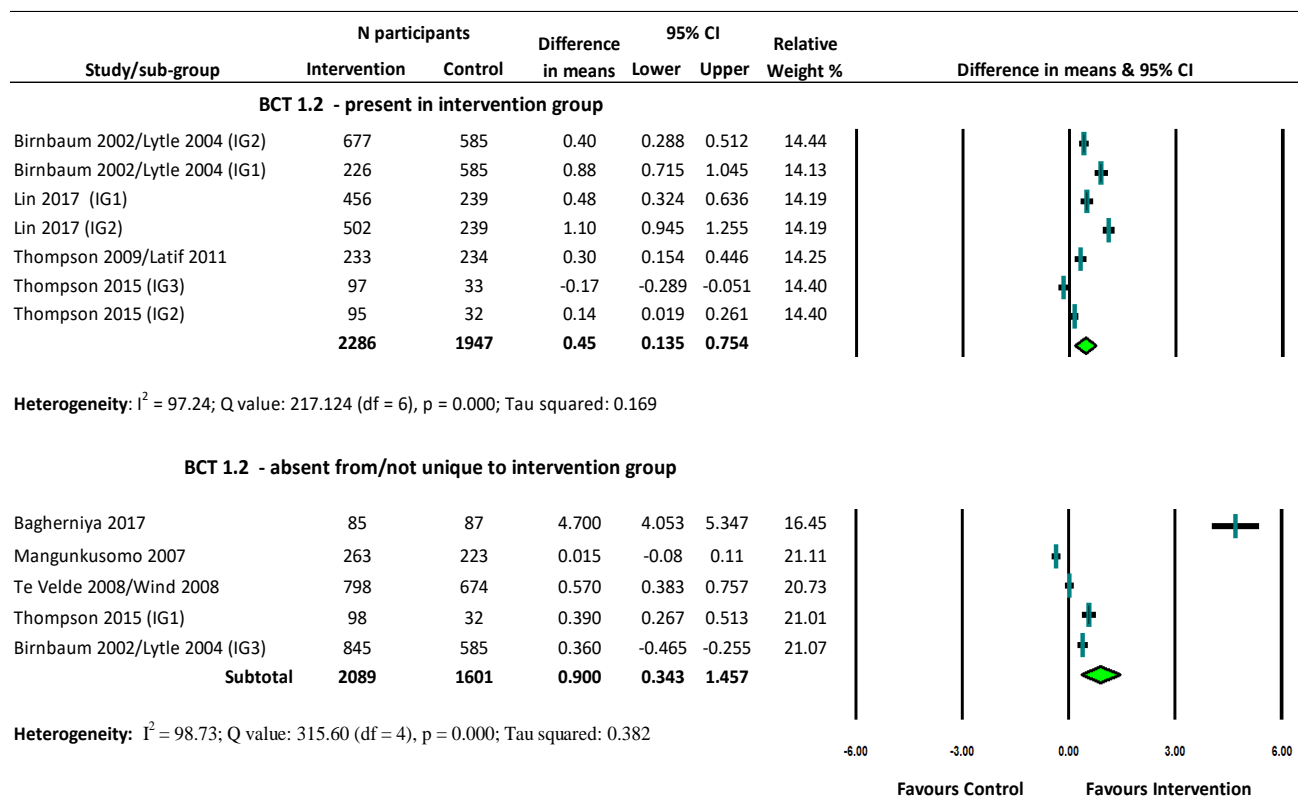 N participants Difference 95% CI Relative
Study/sub-group Intervention Control in means Lower Upper Weight % Difference in means & 95% CI
BCT 1.2 - present in intervention group
Birnbaum 2002/Lytle 2004 (IG2) 677 585 0.40 0.288 0.512 14.44
Birnbaum 2002/Lytle 2004 (IG1) 226 585 0.88 0.715 1.045 14.13
Lin 2017 (IG1) 456 239 0.48 0.324 0.636 14.19
Lin 2017 (IG2) 502 239 1.10 0.945 1.255 14.19
Thompson 2009/Latif 2011 233 234 0.30 0.154 0.446 14.25
Thompson 2015 (IG3) 97 33 -0.17 -0.289 -0.051 14.40
Thompson 2015 (IG2) 95 32 0.14 0.019 0.261 14.40
2286 1947 0.45 0.135 0.754
Heterogeneity: I² = 97.24; Q value: 217.124 (df = 6), p = 0.000; Tau squared: 0.169
BCT 1.2 - absent from/not unique to intervention group
Bagherniya 2017 85 87 4.700 4.053 5.347 16.45
Mangunkusomo 2007 263 223 0.015 -0.08 0.11 21.11
Te Velde 2008/Wind 2008 798 674 0.570 0.383 0.757 20.73
Thompson 2015 (IG1) 98 32 0.390 0.267 0.513 21.01
Birnbaum 2002/Lytle 2004 (IG3) 845 585 0.360 -0.465 -0.255 21.07
Subtotal 2089 1601 0.900 0.343 1.457
Heterogeneity: I² = 98.73; Q value: 315.60 (df = 4), p = 0.000; Tau squared: 0.382
-6.00 -3.00 0.00 3.00 6.00
Favours Control Favours Intervention